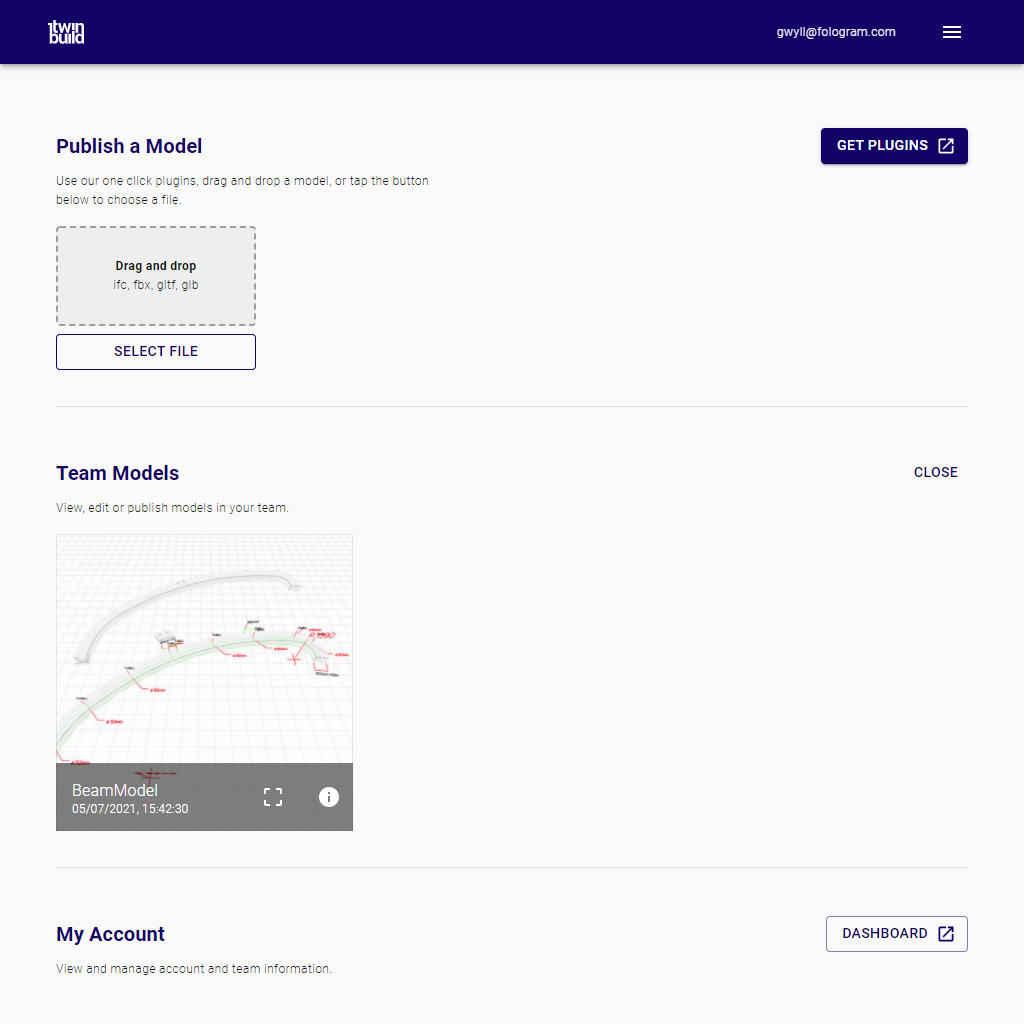 twin
build
gwyll@fologram.com
Publish a Model
GET PLUGINS
Use our one click plugins, drag and drop a model, or tap the button
below to choose a file.
Drag and drop
ifc, fbx, gltf, glb
SELECT FILE
Team Models
CLOSE
View, edit or publish models in your team.
BeamModel
05/07/2021, 15:42:30
My Account
DASHBOARD
View and manage account and team information.